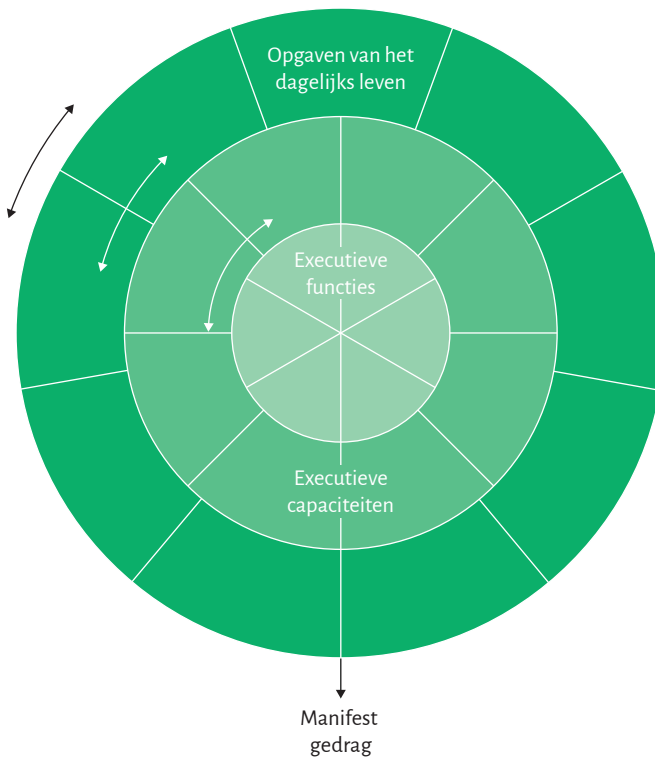 Opgaven van het
dagelijks leven
Executieve
functies
Executieve
capaciteiten
Manifest
gedrag